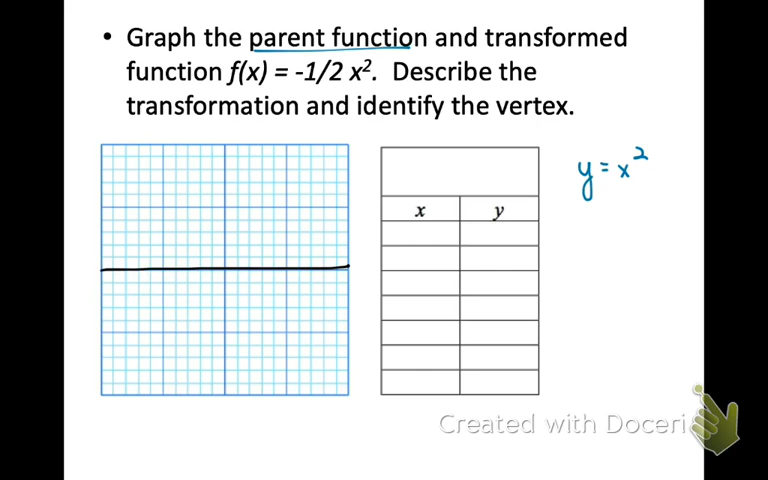 • Graph the parent function and transformed
function f(x) = -1/2 x². Describe the
transformation and identify the vertex.
y = x²
x y
Created with Doceri